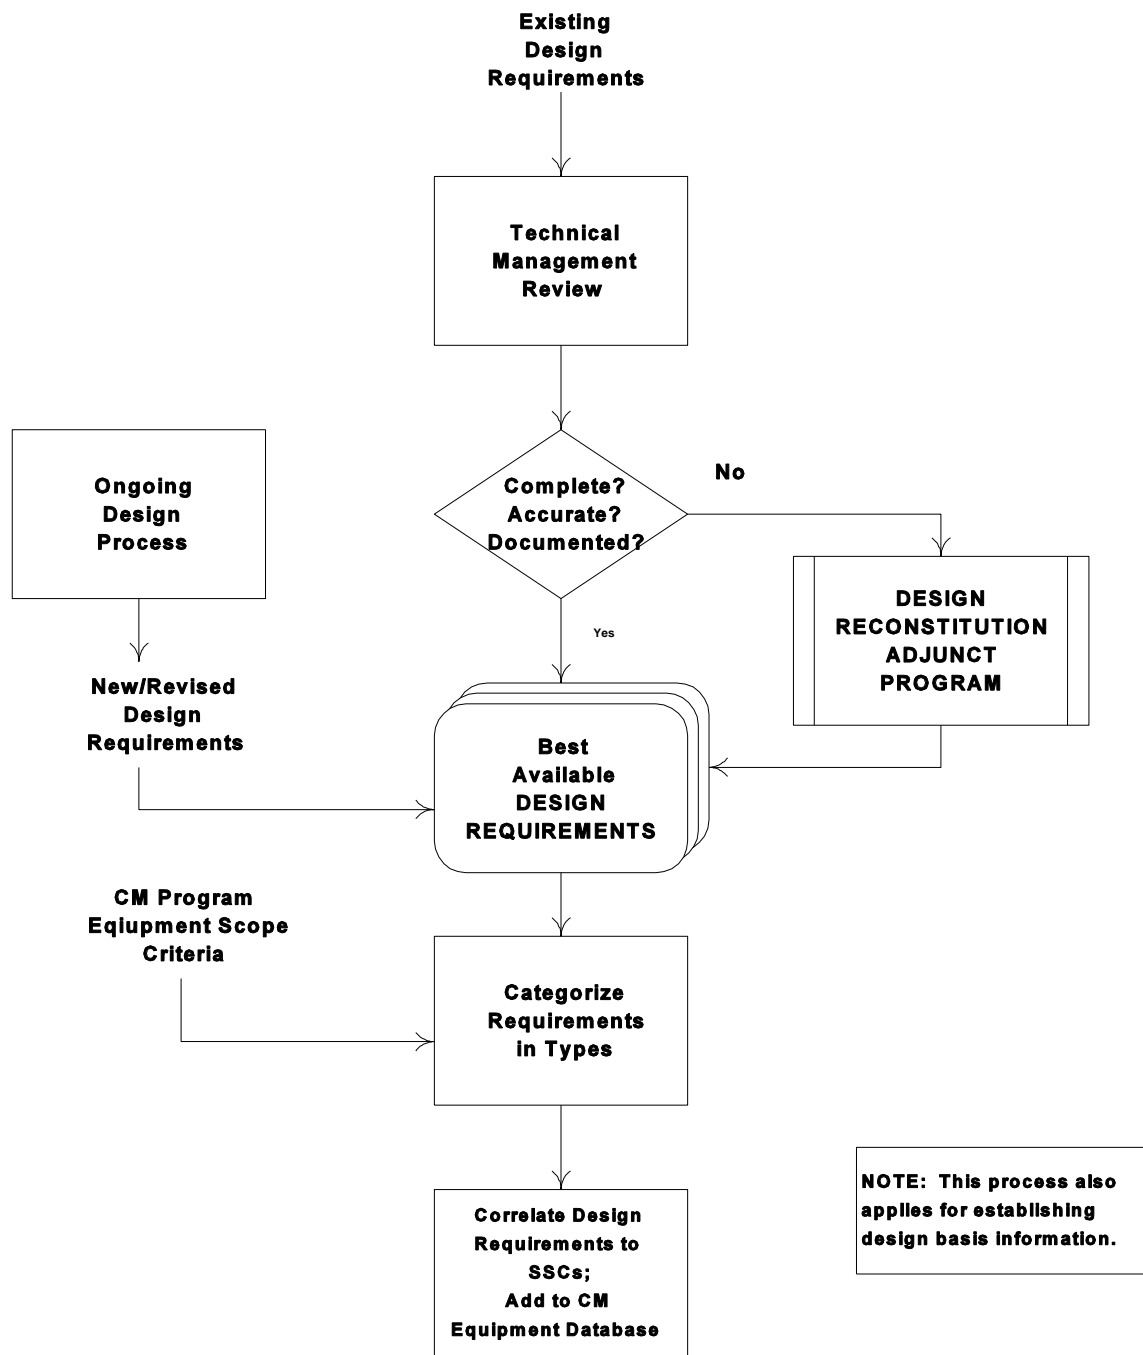 Existing
Design
Requirements
Technical
Management
Review
Complete?
Accurate?
Documented?
No
Ongoing
Design
Process
DESIGN
RECONSTITUTION
ADJUNCT
PROGRAM
Yes
New/Revised
Design
Requirements
Best
Available
DESIGN
REQUIREMENTS
CM Program
Eqiupment Scope
Criteria
Categorize
Requirements
in Types
NOTE: This process also
applies for establishing
design basis information.
Correlate Design
Requirements to
SSCs;
Add to CM
Equipment Database